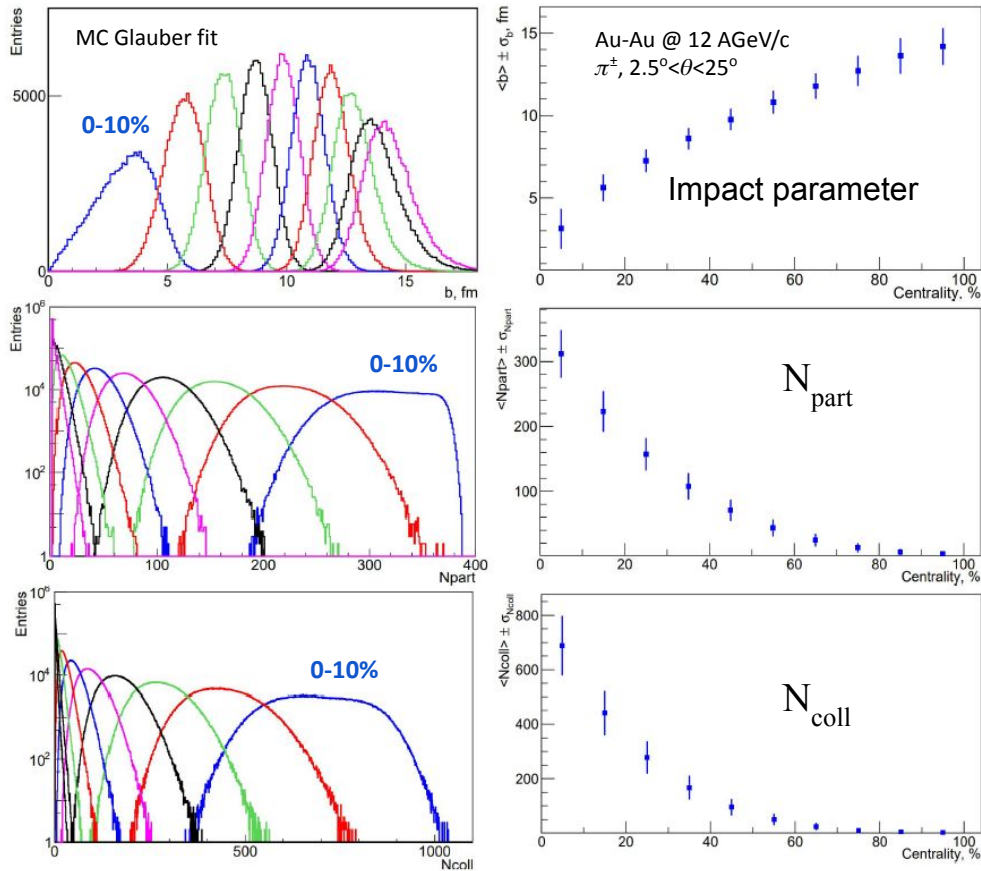 Entries
MC Glauber fit
5000
0-10%
0
0 5 10 15
b, fm
<b> ± σ_b, fm
Au-Au @ 12 AGeV/c
π^±, 2.5°<θ<25°
15
10
5
Impact parameter
0 20 40 60 80 100
Centrality, %
Entries
10^6
10^4
10^2
1
0-10%
0 100 200 300 400
Npart
<Npart> ± σ_Npart
300
200
100
N_part
0 20 40 60 80 100
Centrality, %
Entries
10^6
10^4
10^2
1
0-10%
0 500 1000
Ncoll
<Ncoll> ± σ_Ncoll
800
600
400
200
N_coll
0 20 40 60 80 100
Centrality, %